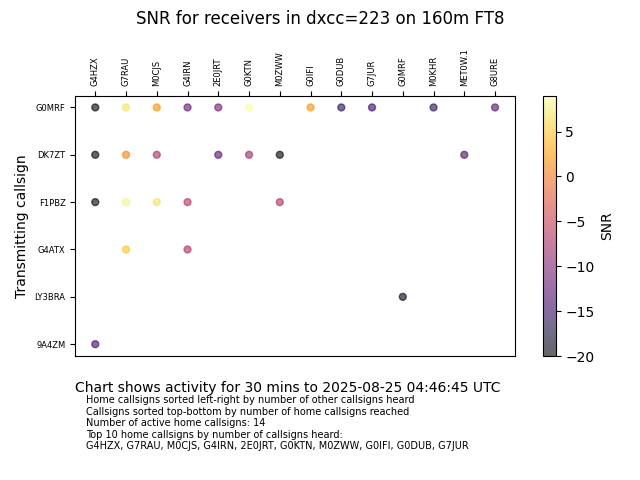 SNR for receivers in dxcc=223 on 160m FT8
G4HZX G7RAU M0CJS G4IRN 2E0JRT G0KTN M0ZWW G0IFI G0DUB G7JUR G0MRF M0KHR MET0W.1 G8URE
Transmitting callsign
G0MRF
DK7ZT
F1PBZ
G4ATX
LY3BRA
9A4ZM
5
0
−5
−10
−15
−20
SNR
Chart shows activity for 30 mins to 2025-08-25 04:46:45 UTC
Home callsigns sorted left-right by number of other callsigns heard
Callsigns sorted top-bottom by number of home callsigns reached
Number of active home callsigns: 14
Top 10 home callsigns by number of callsigns heard:
G4HZX, G7RAU, M0CJS, G4IRN, 2E0JRT, G0KTN, M0ZWW, G0IFI, G0DUB, G7JUR